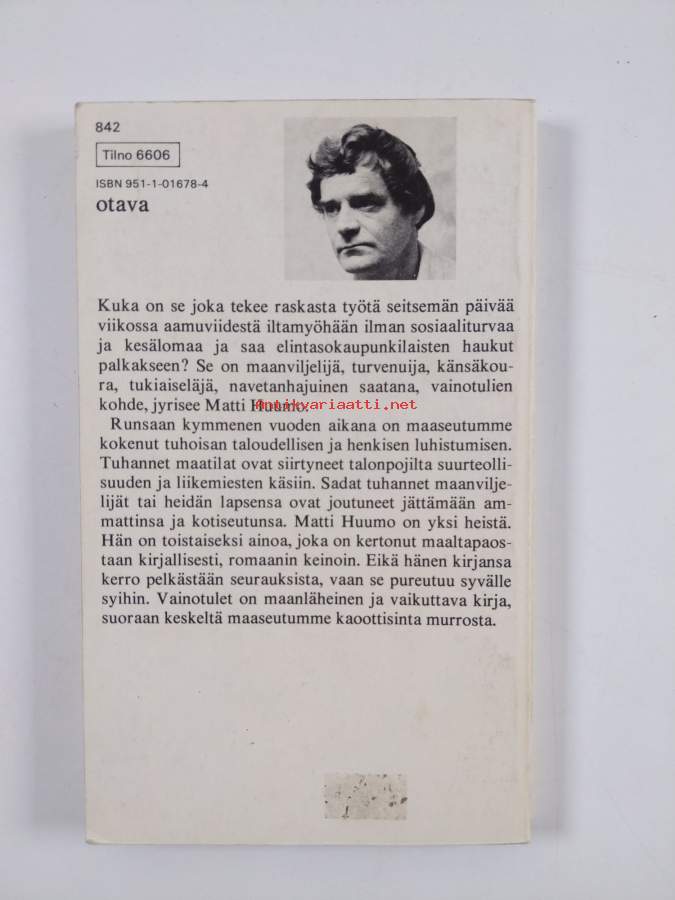 842
Tilno 6606
ISBN 951-1-01678-4
otava
Kuka on se joka tekee raskasta työtä seitsemän päivää
viikossa aamuviidestä iltamyöhään ilman sosiaaliturvaa
ja kesälomaa ja saa elintasokaupunkilaisten haukut
palkakseen? Se on maanviljelijä, turvenuija, känsäkou-
ra, tukiaiseläjä, navetanhajuinen saatana, vainotulien
kohde, jyrisee Matti Huumo.
Antikvariaatti.net
Runsaan kymmenen vuoden aikana on maaseutumme
kokenut tuhoisan taloudellisen ja henkisen luhistumisen.
Tuhannet maatilat ovat siirtyneet talonpojilta suurteolli-
suuden ja liikemiesten käsiin. Sadat tuhannet maanvilje-
lijät tai heidän lapsensa ovat joutuneet jättämään am-
mattinsa ja kotiseutunsa. Matti Huumo on yksi heistä.
Hän on toistaiseksi ainoa, joka on kertonut maaltapaos-
taan kirjallisesti, romaanin keinoin. Eikä hänen kirjansa
kerro pelkästään seurauksista, vaan se pureutuu syvälle
syihin. Vainotulet on maanläheinen ja vaikuttava kirja,
suoraan keskeltä maaseutumme kaoottisinta murrosta.